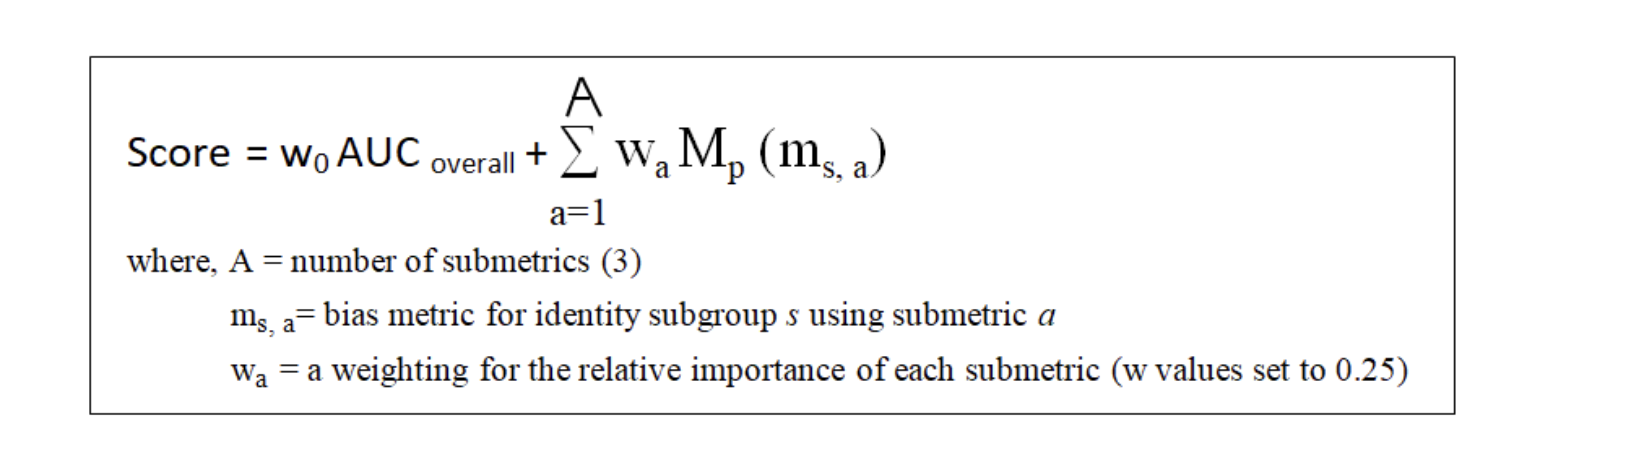 A
Score = w₀ AUC overall + ∑ wₐ Mₚ (mₛ, ₐ)
a=1
where, A = number of submetrics (3)
mₛ, ₐ= bias metric for identity subgroup s using submetric a
wₐ = a weighting for the relative importance of each submetric (w values set to 0.25)